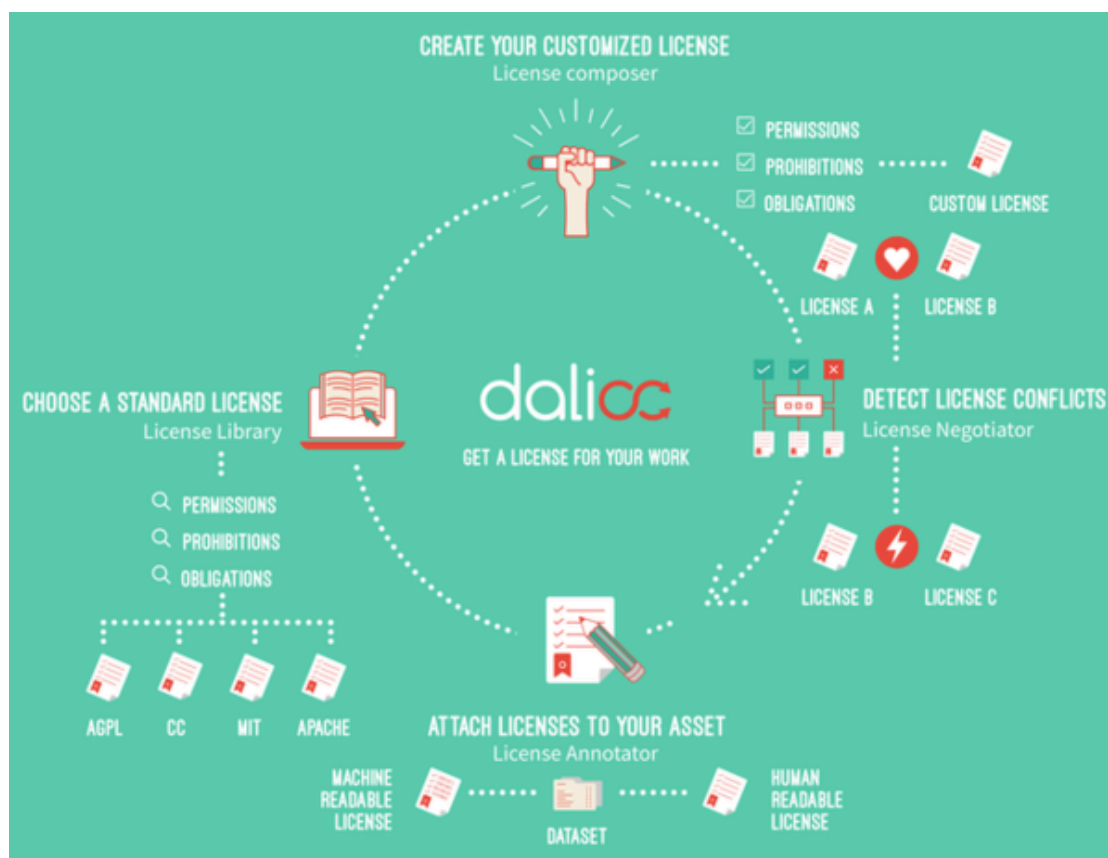 CREATE YOUR CUSTOMIZED LICENSE
License composer
PERMISSIONS
PROHIBITIONS
OBLIGATIONS
CUSTOM LICENSE
LICENSE A
LICENSE B
DETECT LICENSE CONFLICTS
License Negotiator
LICENSE B
LICENSE C
dalicc
GET A LICENSE FOR YOUR WORK
CHOOSE A STANDARD LICENSE
License Library
PERMISSIONS
PROHIBITIONS
OBLIGATIONS
AGPL
CC
MIT
APACHE
ATTACH LICENSES TO YOUR ASSET
License Annotator
MACHINE
READABLE
LICENSE
DATASET
HUMAN
READABLE
LICENSE